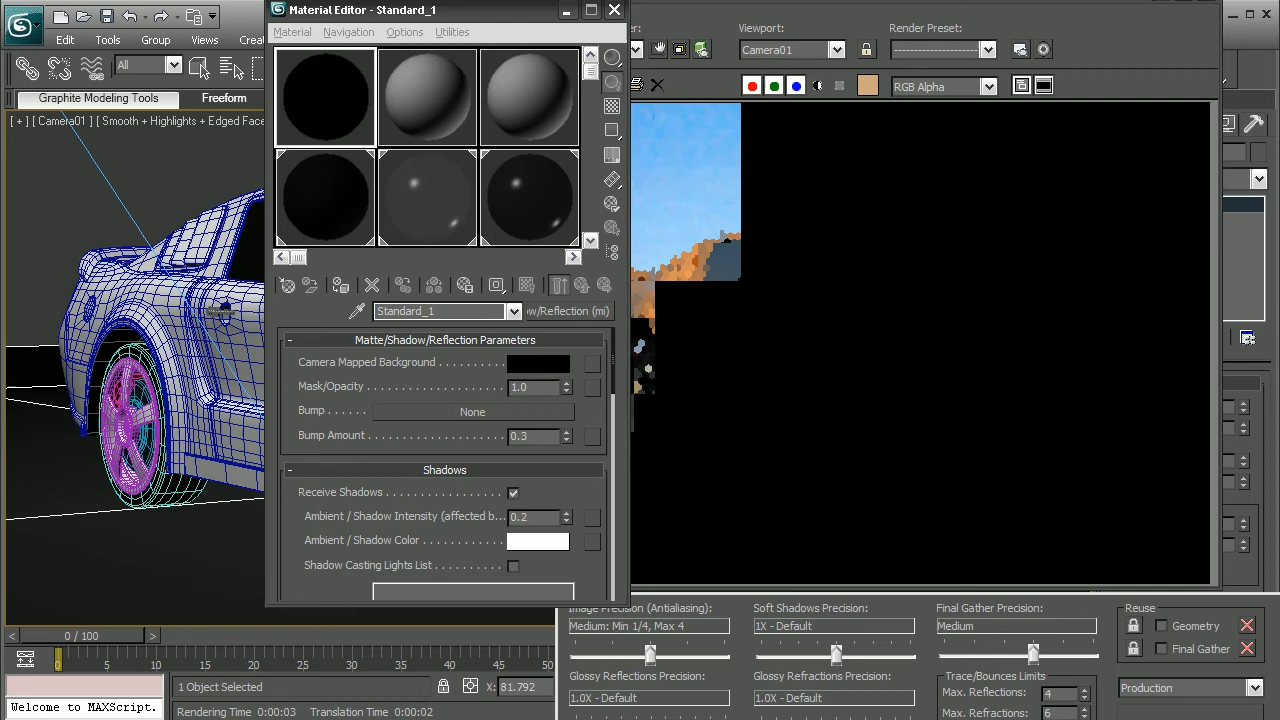 Material Editor - Standard_1
Material Navigation Options Utilities
Edit Tools Group Views
All
Graphite Modeling Tools Freeform
[ + ] [ Camera01 ] [ Smooth + Highlights + Edged Face
Viewport: Render Preset:
Camera01
RGB Alpha
Standard_1
w/Reflection (mi)
Matte/Shadow/Reflection Parameters
Camera Mapped Background
Mask/Opacity 1.0
Bump None
Bump Amount 0.3
Shadows
Receive Shadows
Ambient / Shadow Intensity (affected b... 0.2
Ambient / Shadow Color
Shadow Casting Lights List
Image Precision (Antialiasing): Soft Shadows Precision: Final Gather Precision: Reuse
Medium: Min 1/4, Max 4 1X - Default Medium Geometry
Final Gather
Glossy Reflections Precision: Glossy Refractions Precision: Trace/Bounces Limits
1.0X - Default 1.0X - Default Max. Reflections: 4
Max. Refractions: 6
Production
< 0 / 100 >
0 5 10 15 20 25 30 35 40 45 50
1 Object Selected X: 81.792
Welcome to MAXScript.
Rendering Time 0:00:03 Translation Time 0:00:02